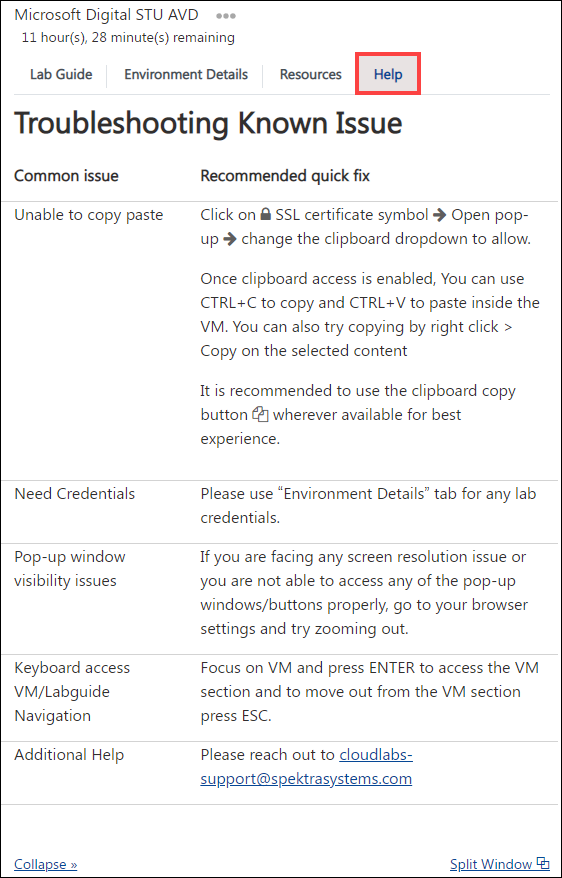 Microsoft Digital STU AVD
11 hour(s), 28 minute(s) remaining
Lab Guide Environment Details Resources Help
Troubleshooting Known Issue
Common issue Recommended quick fix
Unable to copy paste Click on SSL certificate symbol → Open pop-
up → change the clipboard dropdown to allow.
Once clipboard access is enabled, You can use
CTRL+C to copy and CTRL+V to paste inside the
VM. You can also try copying by right click >
Copy on the selected content
It is recommended to use the clipboard copy
button wherever available for best
experience.
Need Credentials Please use “Environment Details” tab for any lab
credentials.
Pop-up window If you are facing any screen resolution issue or
visibility issues you are not able to access any of the pop-up
windows/buttons properly, go to your browser
settings and try zooming out.
Keyboard access Focus on VM and press ENTER to access the VM
VM/Labguide section and to move out from the VM section
Navigation press ESC.
Additional Help Please reach out to cloudlabs-
support@spektrasystems.com
Collapse » Split Window